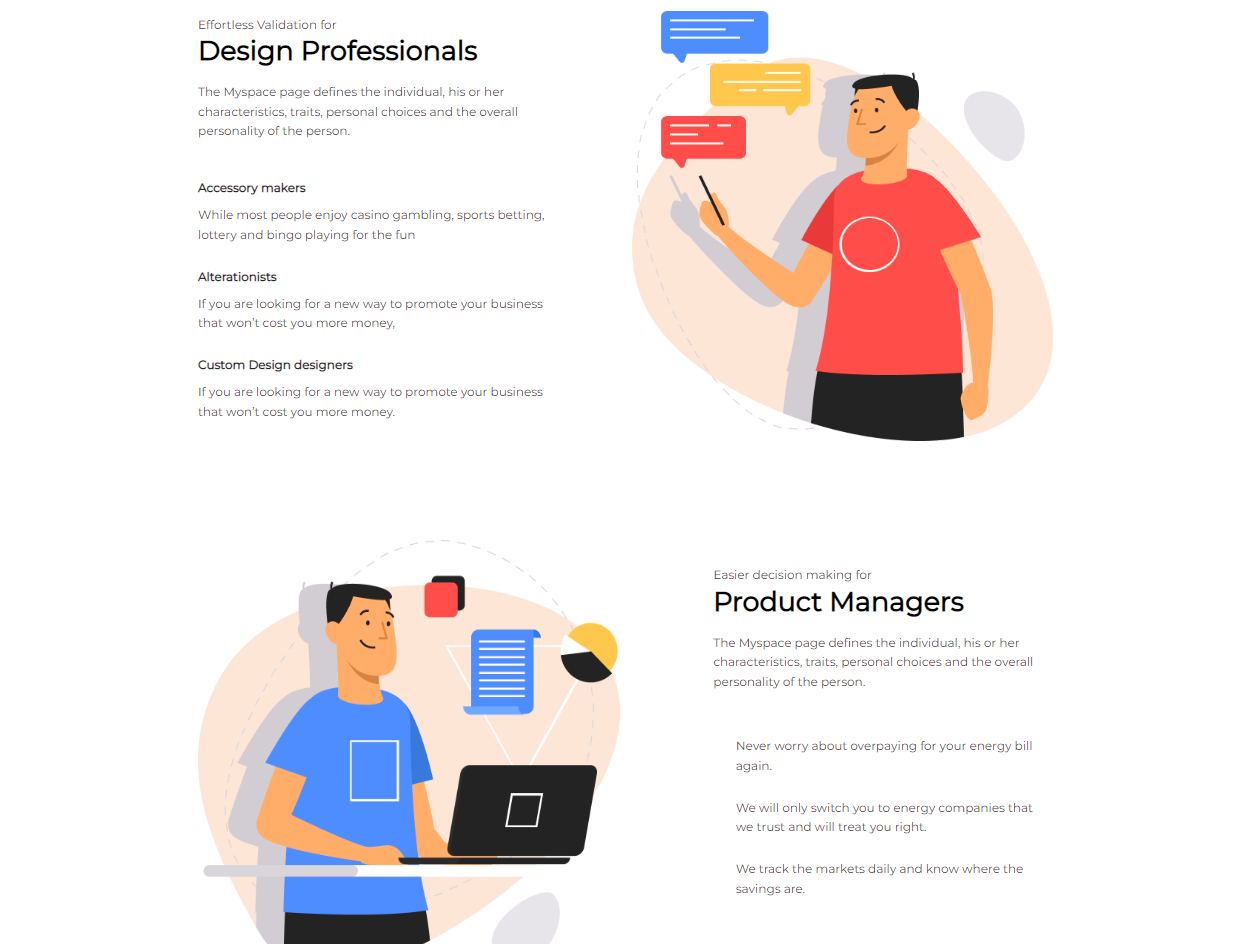 Effortless Validation for
Design Professionals
The Myspace page defines the individual, his or her
characteristics, traits, personal choices and the overall
personality of the person.
Accessory makers
While most people enjoy casino gambling, sports betting,
lottery and bingo playing for the fun
Alterationists
If you are looking for a new way to promote your business
that won't cost you more money,
Custom Design designers
If you are looking for a new way to promote your business
that won't cost you more money.
Easier decision making for
Product Managers
The Myspace page defines the individual, his or her
characteristics, traits, personal choices and the overall
personality of the person.
Never worry about overpaying for your energy bill
again.
We will only switch you to energy companies that
we trust and will treat you right.
We track the markets daily and know where the
savings are.